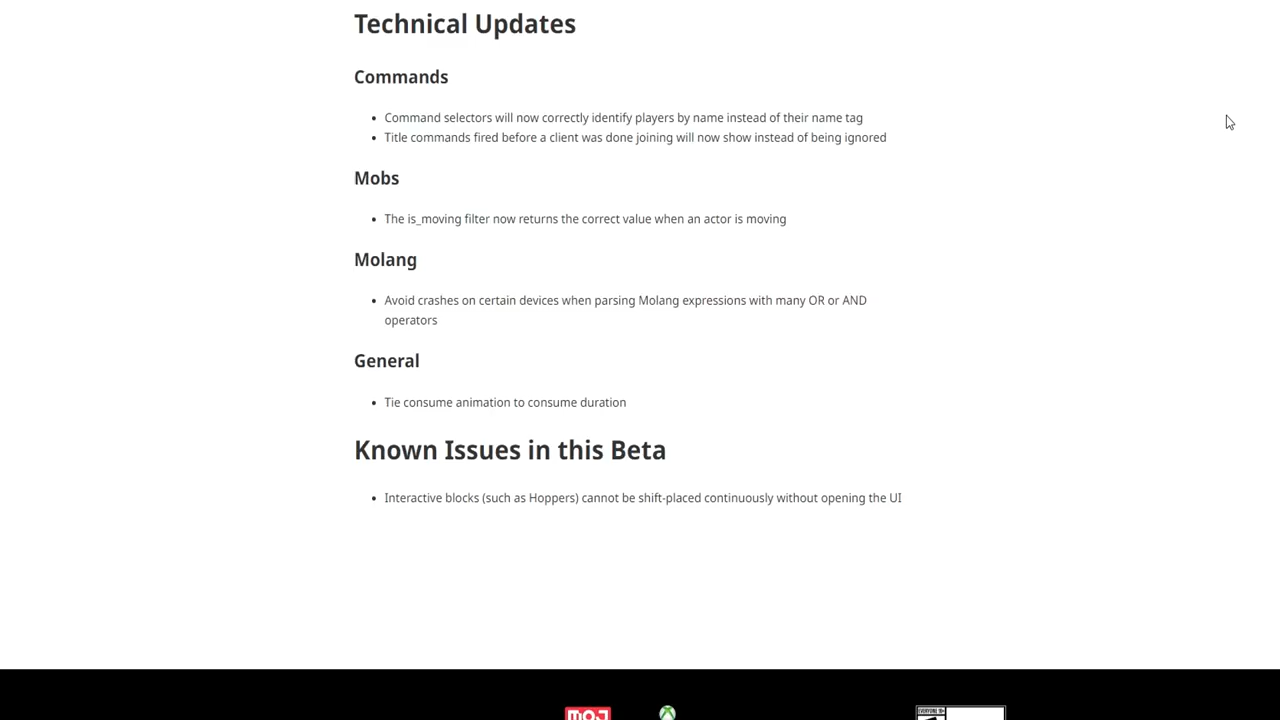 Technical Updates
Commands
• Command selectors will now correctly identify players by name instead of their name tag
• Title commands fired before a client was done joining will now show instead of being ignored
Mobs
• The is_moving filter now returns the correct value when an actor is moving
Molang
• Avoid crashes on certain devices when parsing Molang expressions with many OR or AND
operators
General
• Tie consume animation to consume duration
Known Issues in this Beta
• Interactive blocks (such as Hoppers) cannot be shift-placed continuously without opening the UI
MOJ
EVERYONE 10+